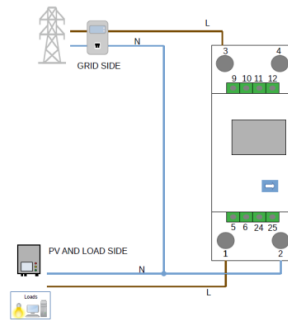 L
N
GRID SIDE
3 4
9 10 11 12
5 6 24 25
1 2
PV AND LOAD SIDE
N
L
Loads